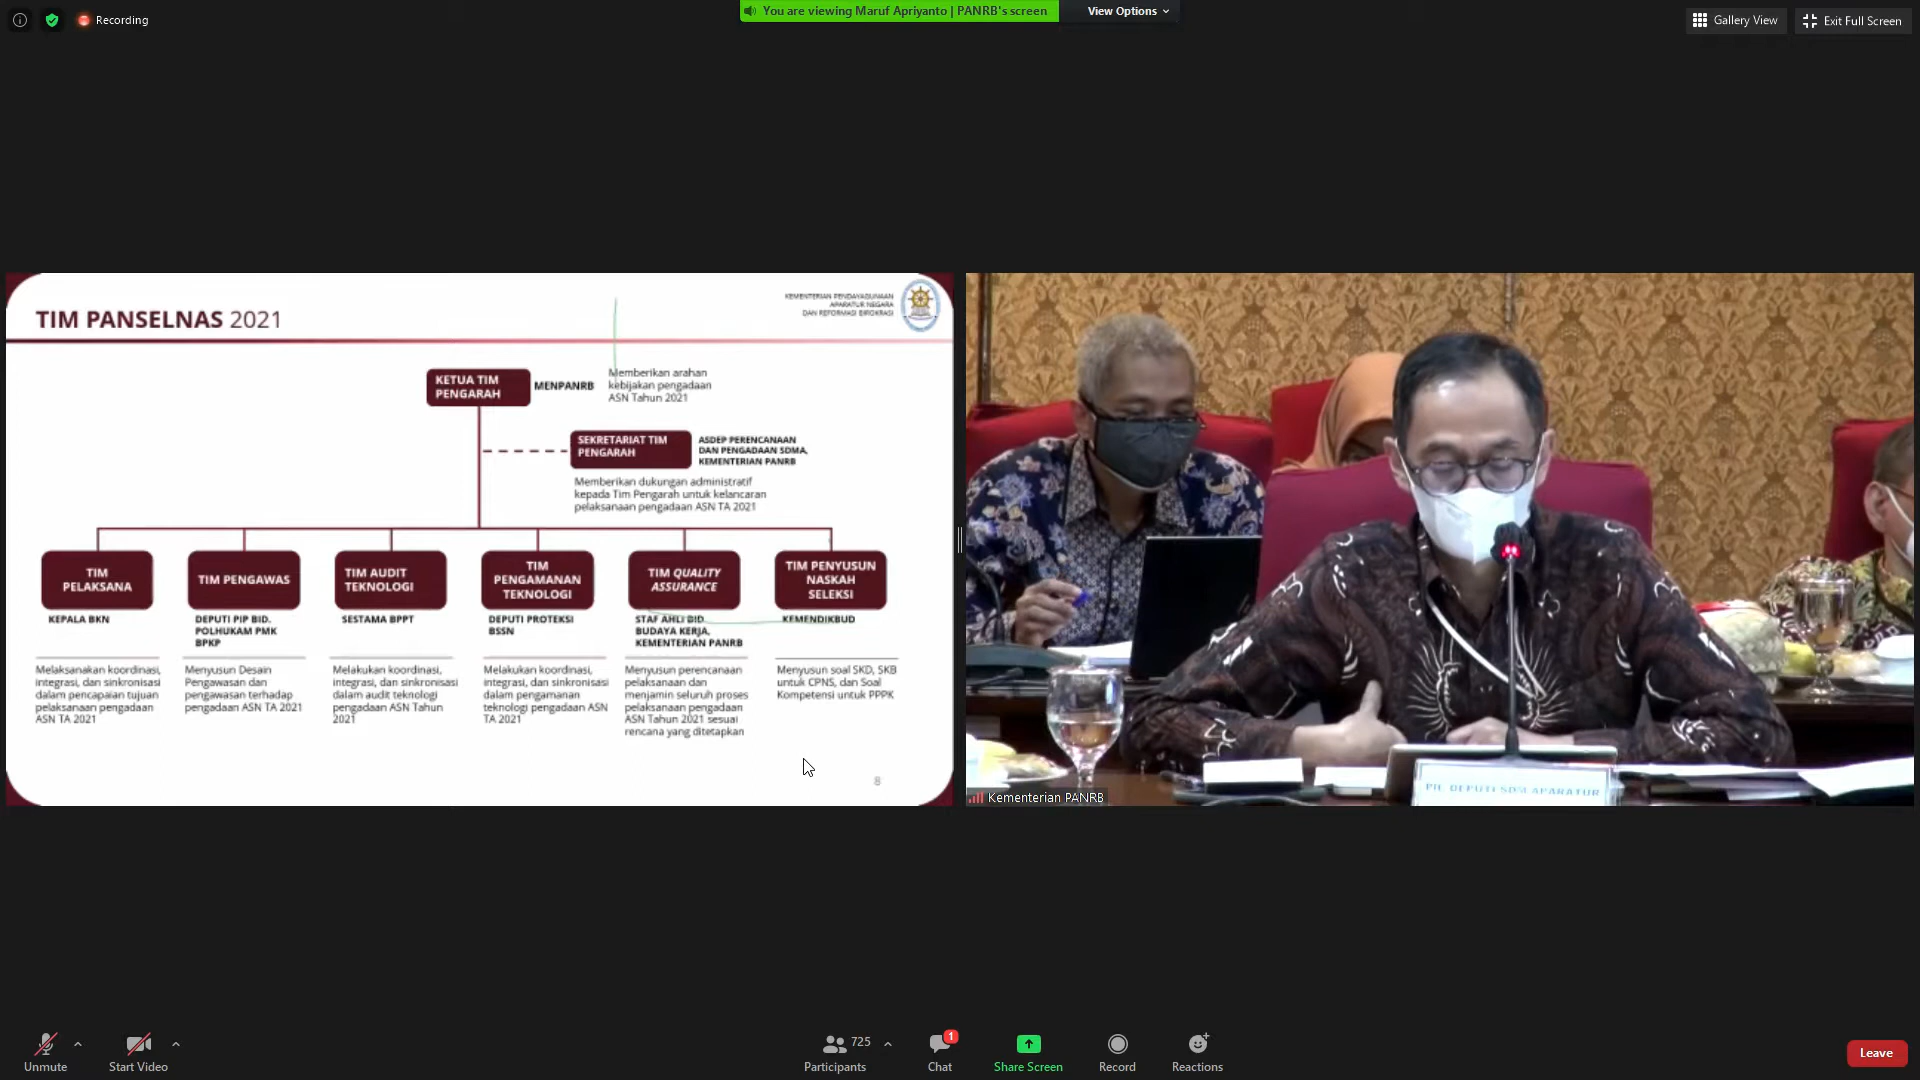 Recording
You are viewing Maruf Apriyanto | PANRB's screen
View Options
Gallery View
Exit Full Screen
KEMENTERIAN PENDAYAGUNAAN
APARATUR NEGARA
DAN REFORMASI BIROKRASI
TIM PANSELNAS 2021
KETUA TIM
PENGARAH
MENPANRB
Memberikan arahan
kebijakan pengadaan
ASN Tahun 2021
SEKRETARIAT TIM
PENGARAH
ASDEP PERENCANAAN
DAN PENGADAAN SDMA,
KEMENTERIAN PANRB
Memberikan dukungan administratif
kepada Tim Pengarah untuk kelancaran
pelaksanaan pengadaan ASN TA 2021
TIM
PELAKSANA
KEPALA BKN
Melaksanakan koordinasi,
integrasi, dan sinkronisasi
dalam pencapaian tujuan
pelaksanaan pengadaan
ASN TA 2021
TIM PENGAWAS
DEPUTI PIP BID.
POLHUKAM PMK
BPKP
Menyusun Desain
Pengawasan dan
pengawasan terhadap
pengadaan ASN TA 2021
TIM AUDIT
TEKNOLOGI
SESTAMA BPPT
Melakukan koordinasi,
integrasi, dan sinkronisasi
dalam audit teknologi
pengadaan ASN Tahun
2021
TIM
PENGAMANAN
TEKNOLOGI
DEPUTI PROTEKSI
BSSN
Melakukan koordinasi,
integrasi, dan sinkronisasi
dalam pengamanan
teknologi pengadaan ASN
TA 2021
TIM QUALITY
ASSURANCE
STAF AHLI BID.
BUDAYA KERJA,
KEMENTERIAN PANRB
Menyusun perencanaan
pelaksanaan dan
menjamin seluruh proses
pelaksanaan pengadaan
ASN Tahun 2021 sesuai
rencana yang ditetapkan
TIM PENYUSUN
NASKAH
SELEKSI
KEMENDIKBUD
Menyusun soal SKD, SKB
untuk CPNS, dan Soal
Kompetensi untuk PPPK
8
Plt. DEPUTI SDM APARATUR
Kementerian PANRB
Unmute
Start Video
725
Participants
1
Chat
Share Screen
Record
Reactions
Leave